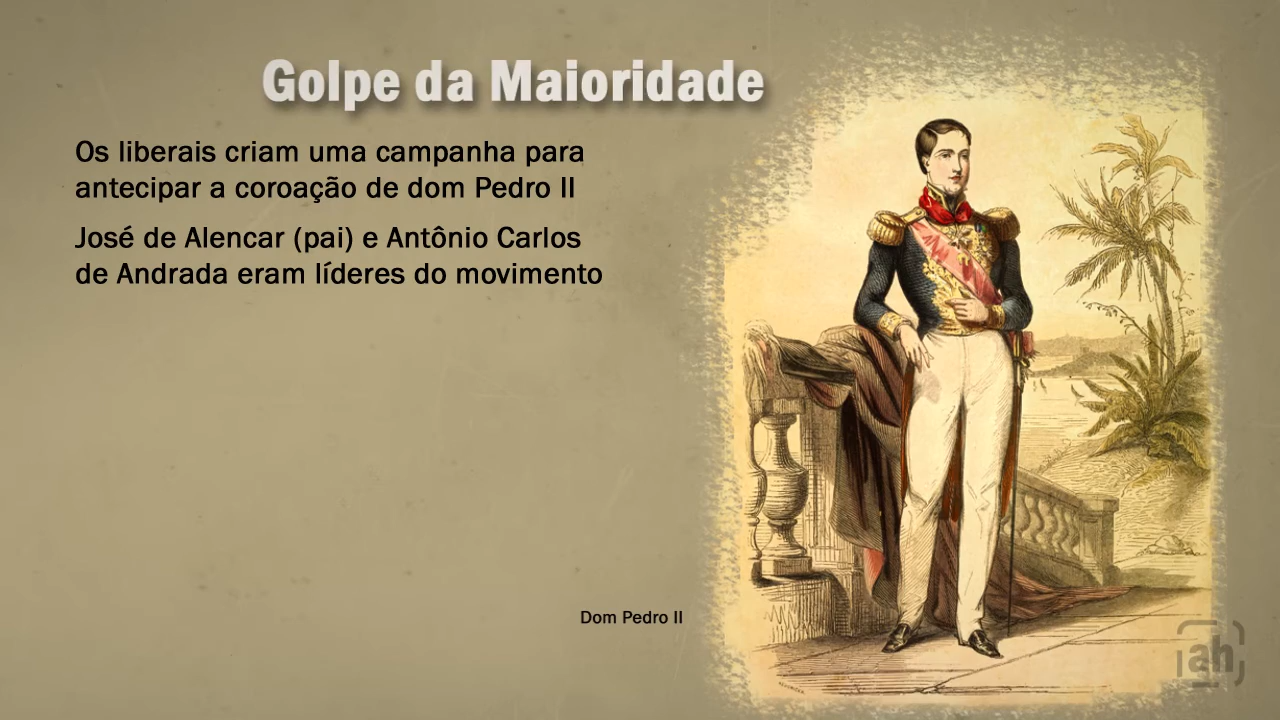 Golpe da Maioridade
Os liberais criam uma campanha para
antecipar a coroação de dom Pedro II
José de Alencar (pai) e Antônio Carlos
de Andrada eram líderes do movimento
Dom Pedro II
ah